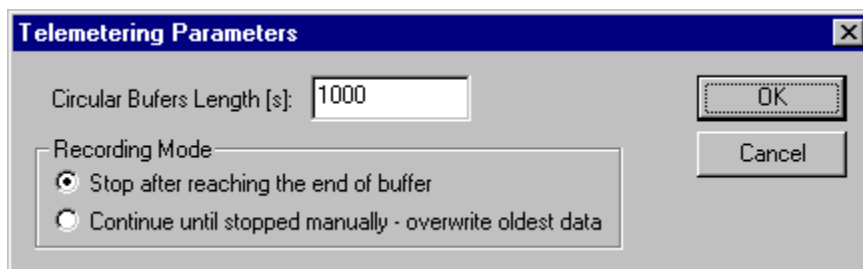 Telemetering Parameters
Circular Bufers Length [s]: 1000
OK
Recording Mode
Cancel
Stop after reaching the end of buffer
Continue until stopped manually - overwrite oldest data